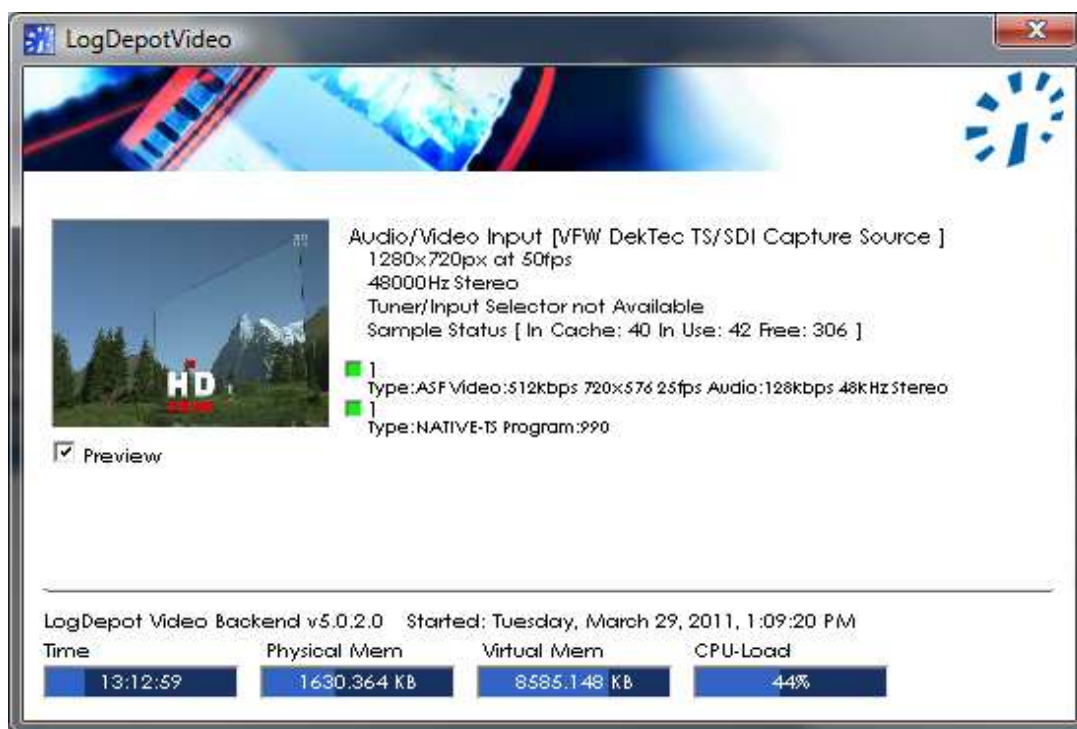 LogDepotVideo
Audio/Video Input [VFW DekTec TS/SDI Capture Source ]
1280x720px at 50fps
48000Hz Stereo
Tuner/Input Selector not Available
Sample Status [ In Cache: 40 In Use: 42 Free: 306 ]
1
Type:ASF Video:512Kbps 720x576 25fps Audio:128Kbps 48KHz Stereo
1
Type:NATIVE-TS Program:990
HD
Preview
LogDepot Video Backend v5.0.2.0 Started: Tuesday, March 29, 2011, 1:09:20 PM
Time Physical Mem Virtual Mem CPU-Load
13:12:59 1630.364 KB 8585.148 KB 44%